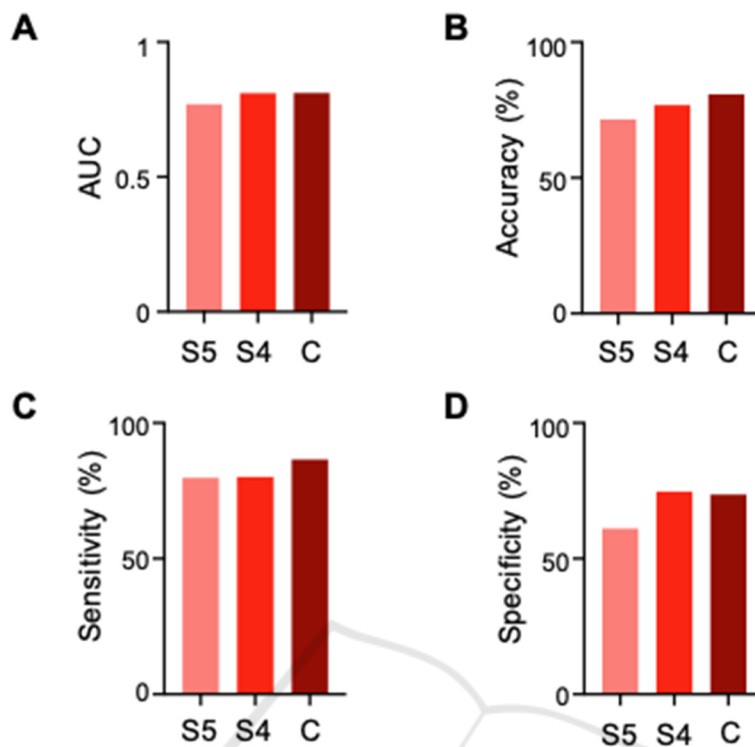 A
AUC
1
0.5
0
S5 S4 C
B
Accuracy (%)
100
50
0
S5 S4 C
C
Sensitivity (%)
100
50
0
S5 S4 C
D
Specificity (%)
100
50
0
S5 S4 C